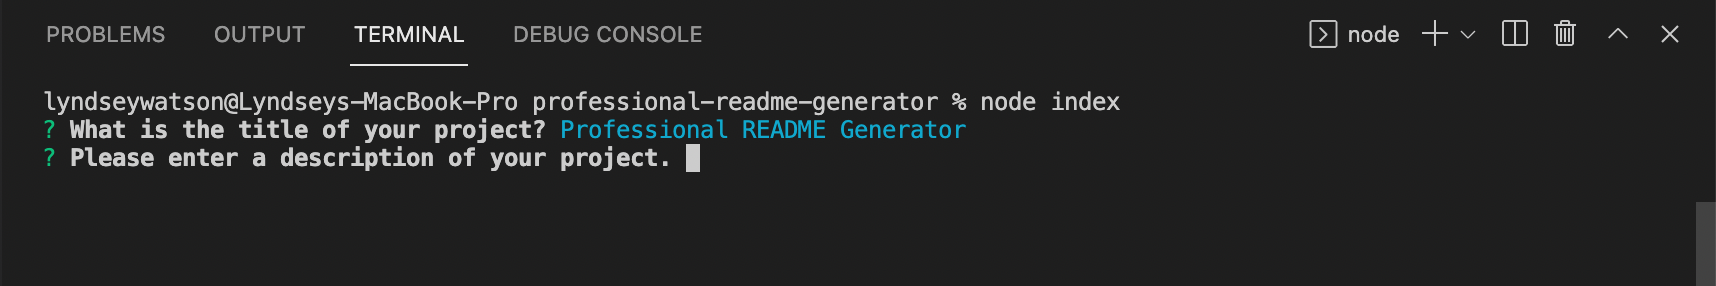 PROBLEMS OUTPUT TERMINAL DEBUG CONSOLE node
lyndseywatson@Lyndseys-MacBook-Pro professional-readme-generator % node index
? What is the title of your project? Professional README Generator
? Please enter a description of your project.